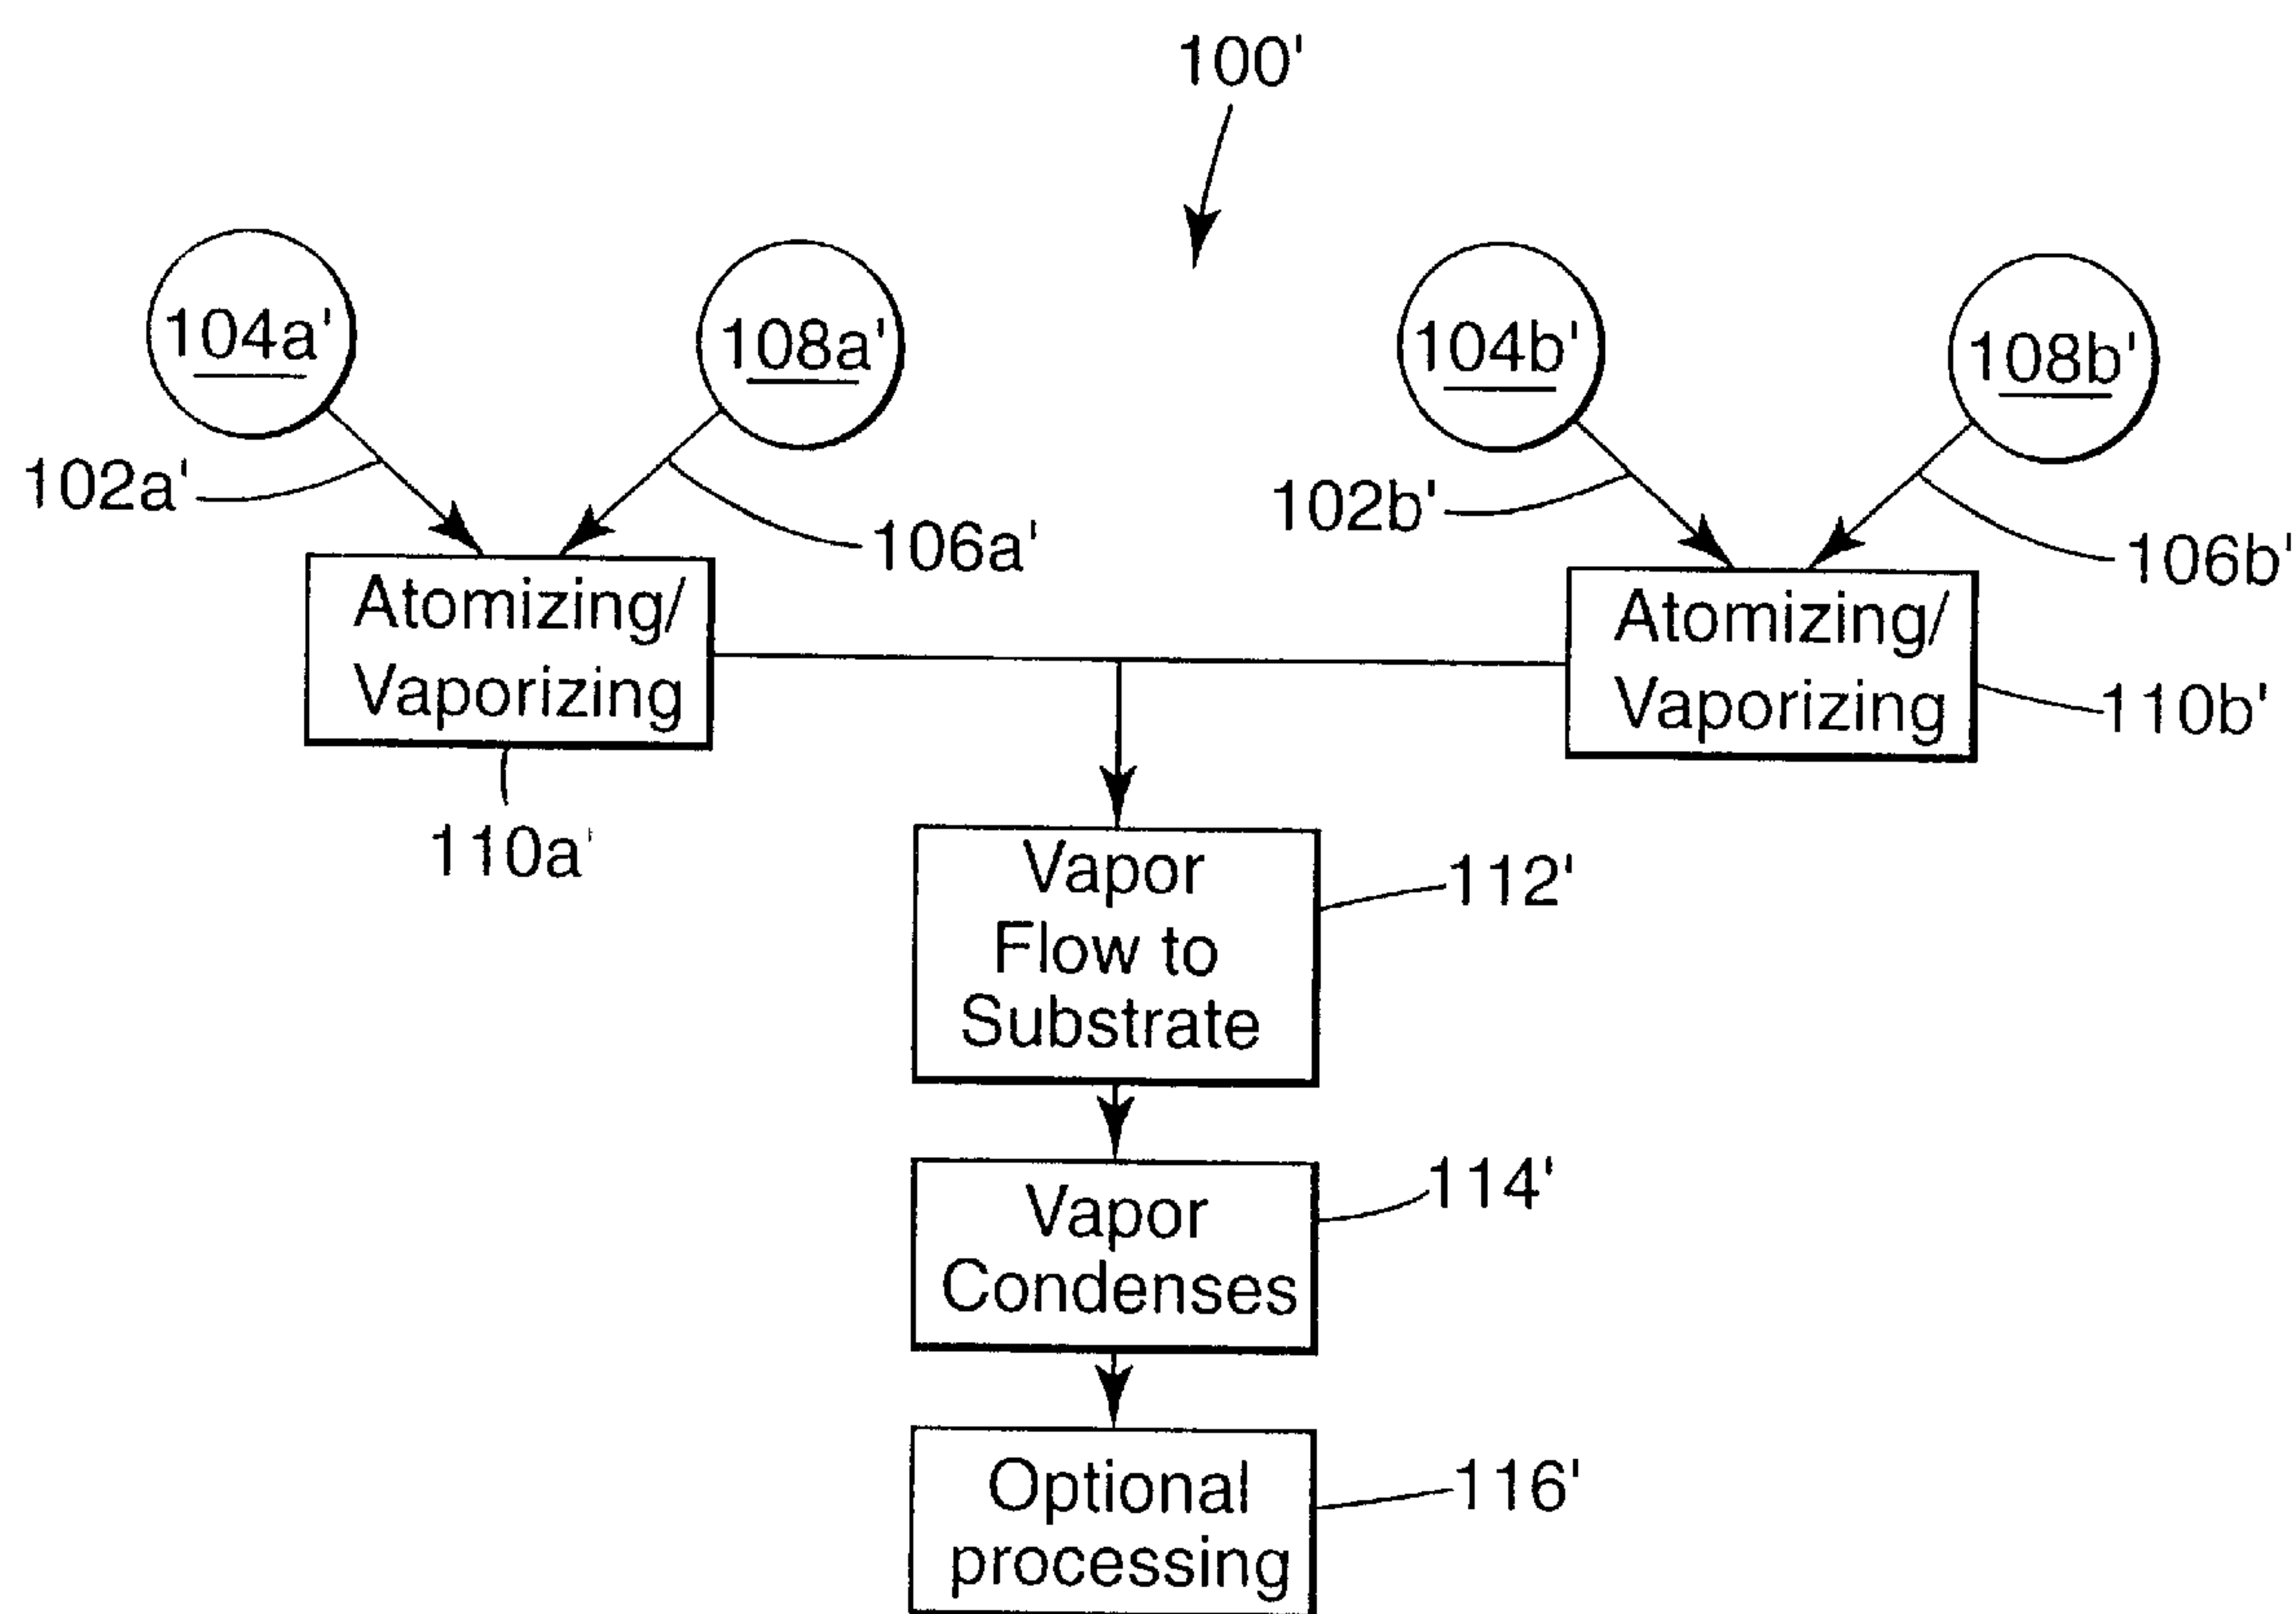 100'
104a'
108a'
104b'
108b'
102a'
106a'
102b'
106b'
Atomizing/
Vaporizing
110a'
Atomizing/
Vaporizing
110b'
Vapor
Flow to
Substrate
112'
Vapor
Condenses
114'
Optional
processing
116'